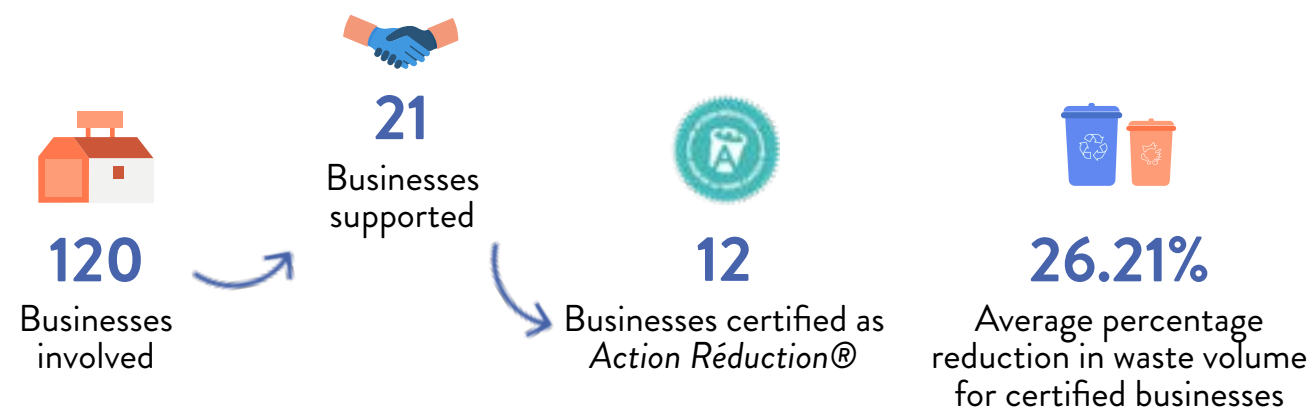 120
Businesses
involved
21
Businesses
supported
A
12
Businesses certified as
Action Réduction®
26.21%
Average percentage
reduction in waste volume
for certified businesses